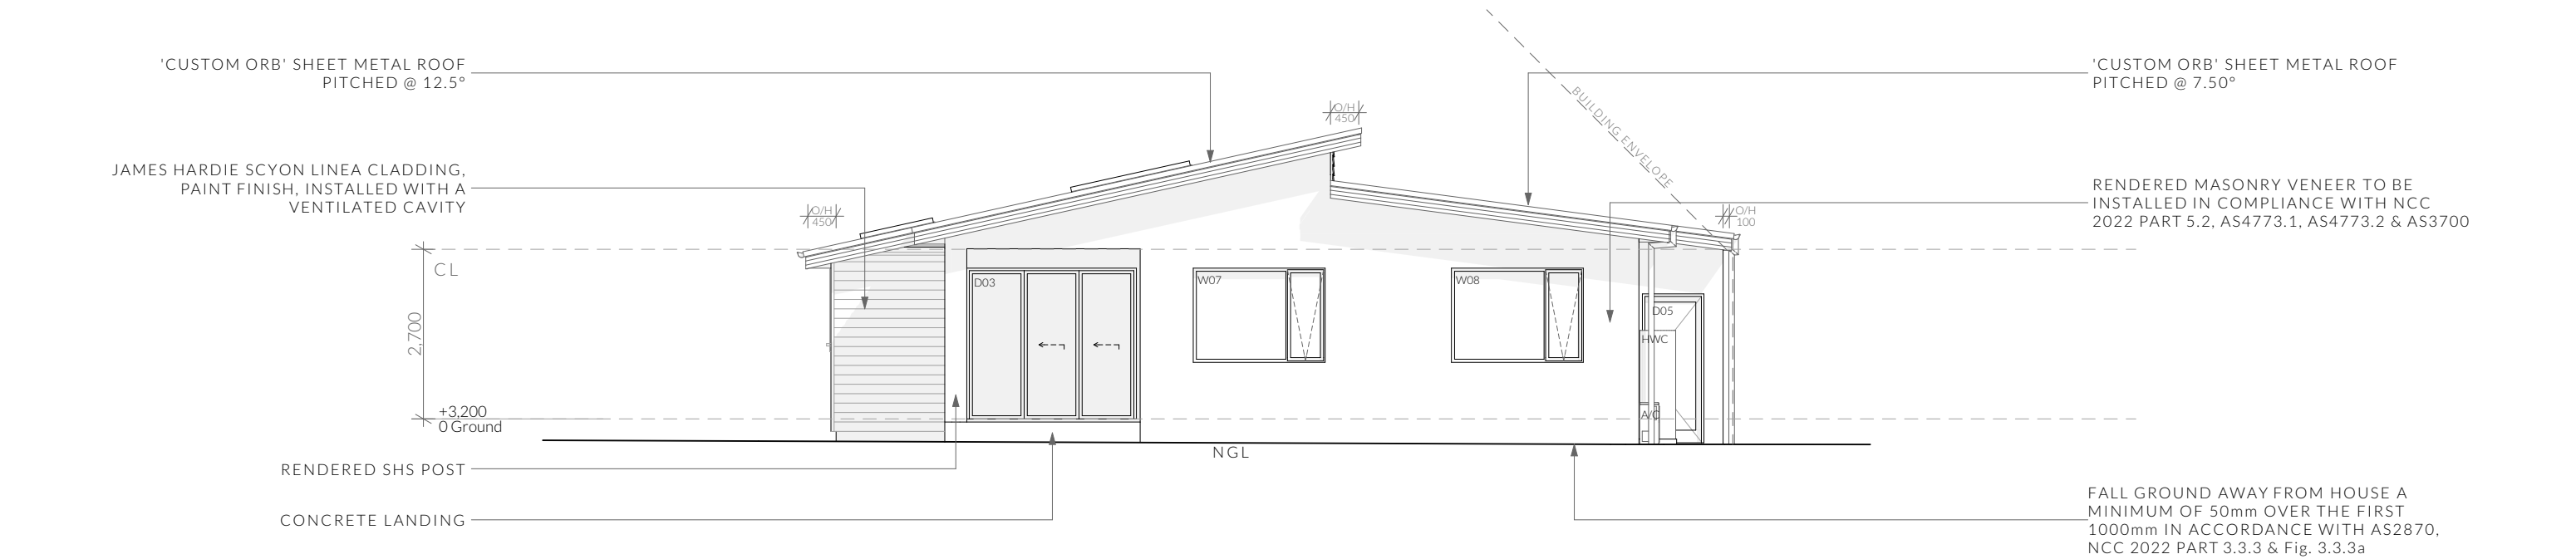 'CUSTOM ORB' SHEET METAL ROOF
PITCHED @ 12.5°
JAMES HARDIE SCYON LINEA CLADDING,
PAINT FINISH, INSTALLED WITH A
VENTILATED CAVITY
O/H
450
O/H
450
BUILDING ENVELOPE
O/H
100
'CUSTOM ORB' SHEET METAL ROOF
PITCHED @ 7.50°
RENDERED MASONRY VENEER TO BE
INSTALLED IN COMPLIANCE WITH NCC
2022 PART 5.2, AS4773.1, AS4773.2 & AS3700
CL
2,700
+3,200
0 Ground
D03
W07
W08
D05
HWC
A/C
NGL
RENDERED SHS POST
CONCRETE LANDING
FALL GROUND AWAY FROM HOUSE A
MINIMUM OF 50mm OVER THE FIRST
1000mm IN ACCORDANCE WITH AS2870,
NCC 2022 PART 3.3.3 & Fig. 3.3.3a